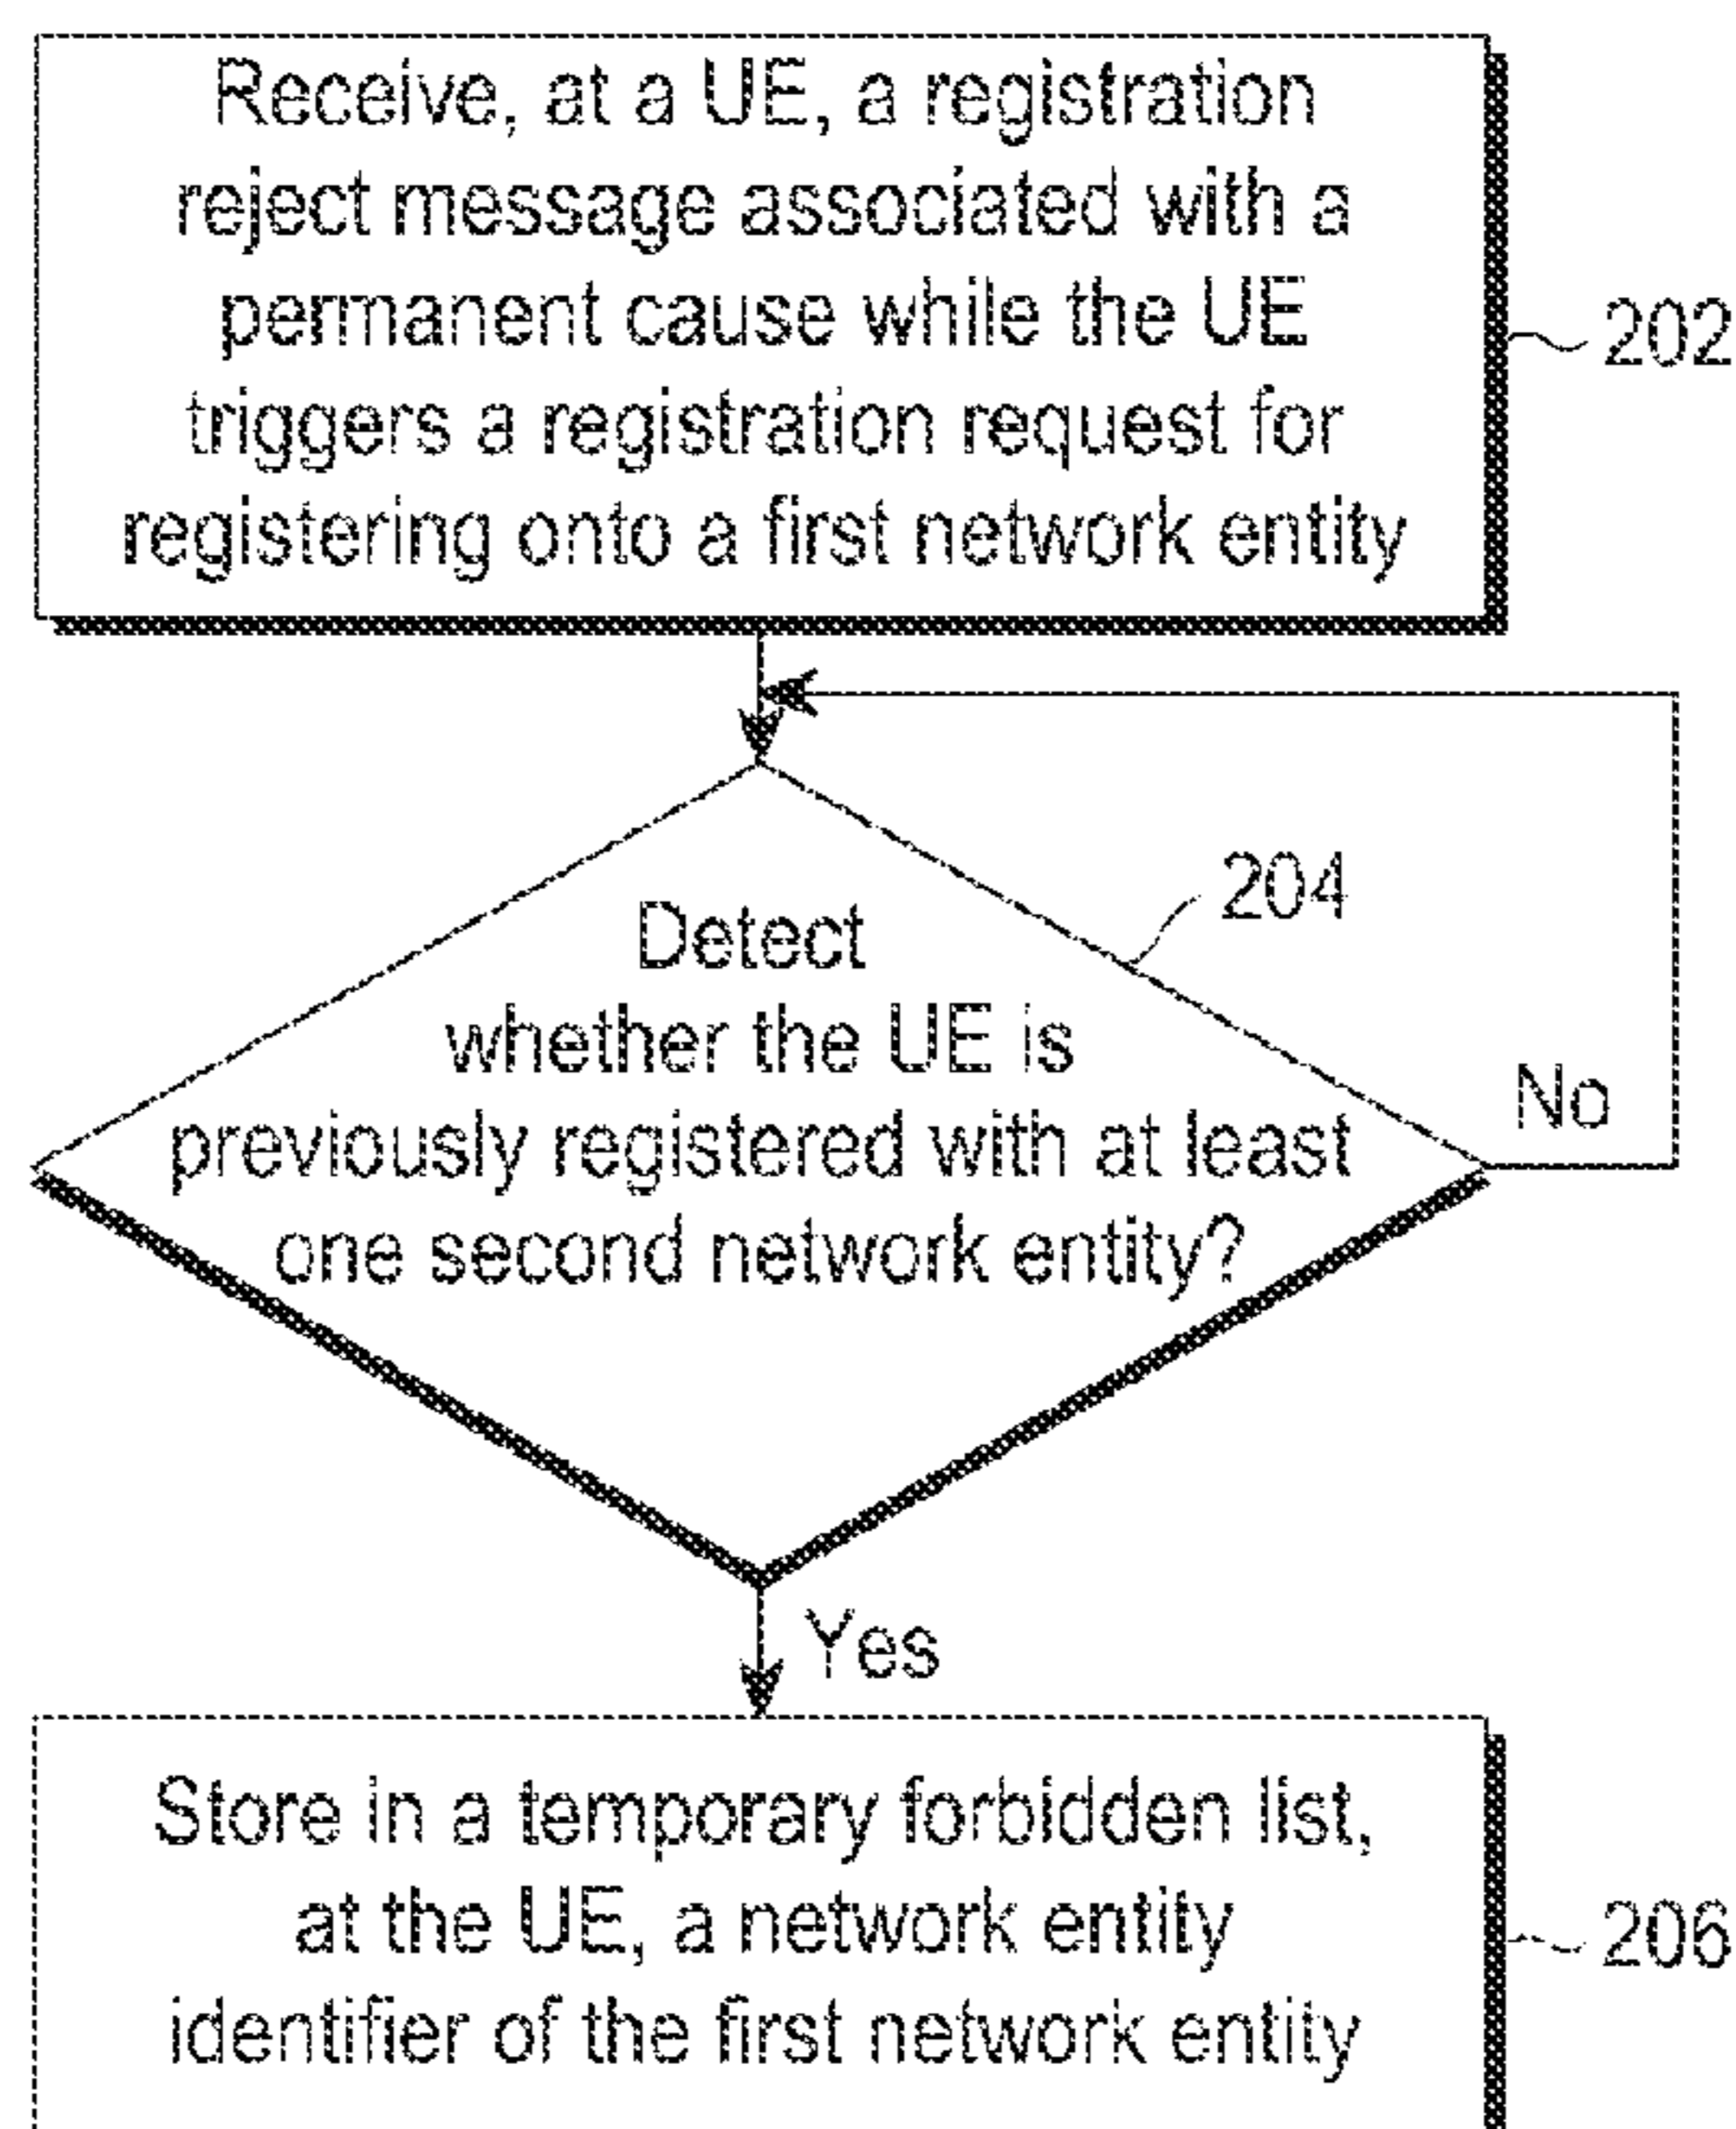 Receive, at a UE, a registration
reject message associated with a
permanent cause while the UE
triggers a registration request for
registering onto a first network entity
202
204
Detect
whether the UE is
previously registered with at least
one second network entity?
No
Yes
Store in a temporary forbidden list,
at the UE, a network entity
identifier of the first network entity
206